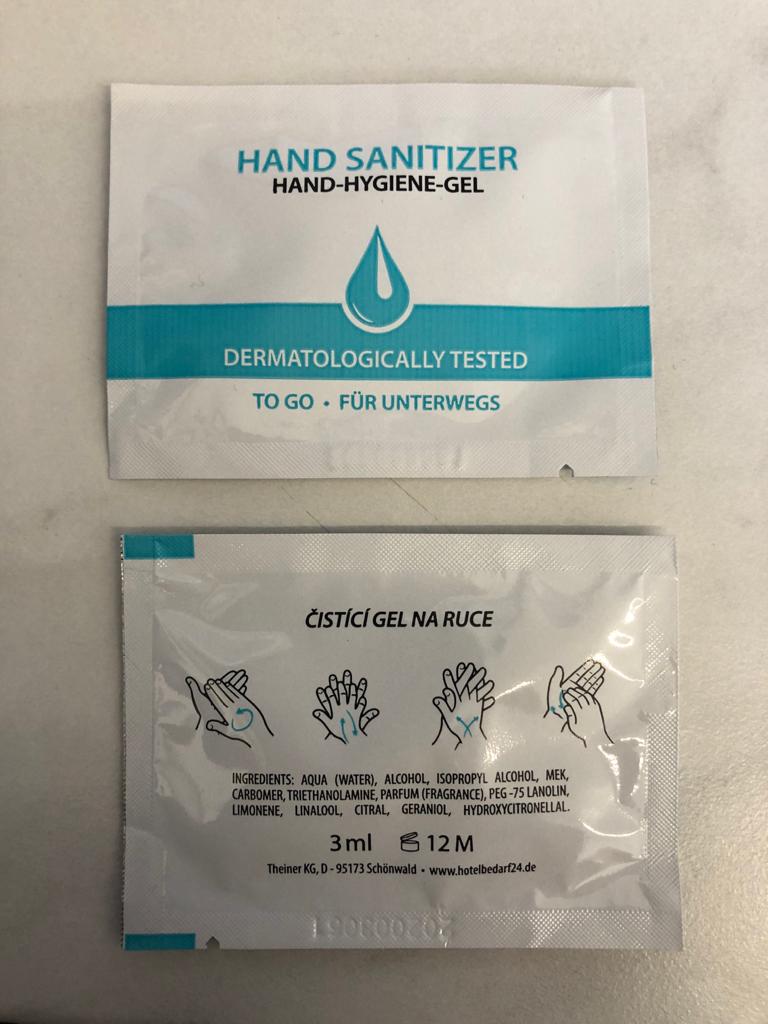 HAND SANITIZER
HAND-HYGIENE-GEL
DERMATOLOGICALLY TESTED
TO GO • FÜR UNTERWEGS
ČISTÍCÍ GEL NA RUCE
INGREDIENTS: AQUA (WATER), ALCOHOL, ISOPROPYL ALCOHOL, MEK,
CARBOMER, TRIETHANOLAMINE, PARFUM (FRAGRANCE), PEG -75 LANOLIN,
LIMONENE, LINALOOL, CITRAL, GERANIOL, HYDROXYCITRONELLAL.
3 ml 12 M
Theiner KG, D - 95173 Schönwald • www.hotelbedarf24.de